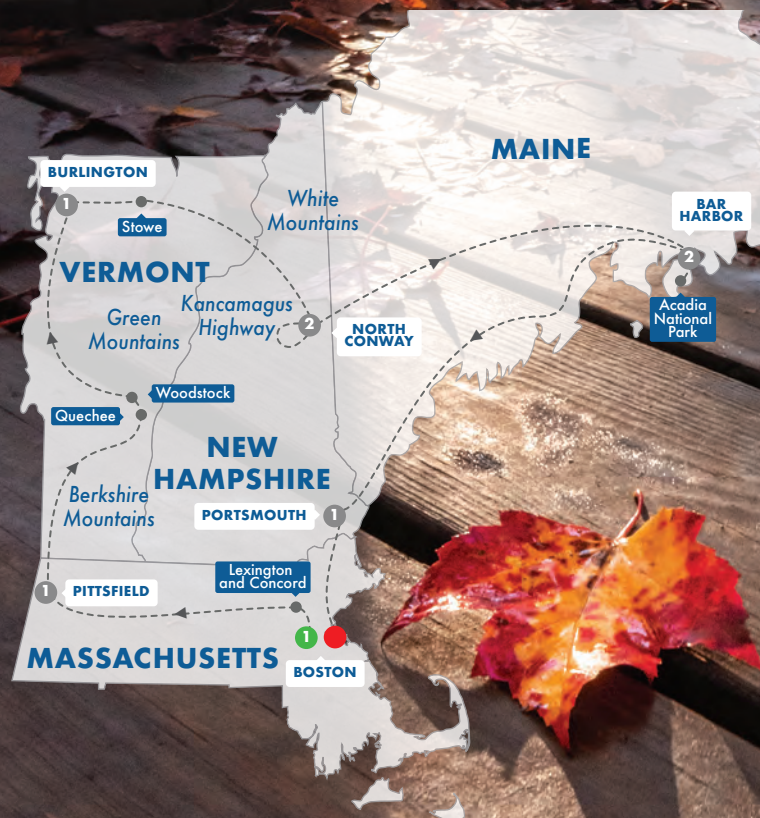 MAINE
BURLINGTON
1
Stowe
White
Mountains
BAR
HARBOR
2
Acadia
National
Park
VERMONT
Green
Mountains
Kancamagus
Highway
2
NORTH
CONWAY
Woodstock
Quechee
NEW
HAMPSHIRE
Berkshire
Mountains
PORTSMOUTH
1
Lexington
and Concord
1
PITTSFIELD
1
MASSACHUSETTS
BOSTON